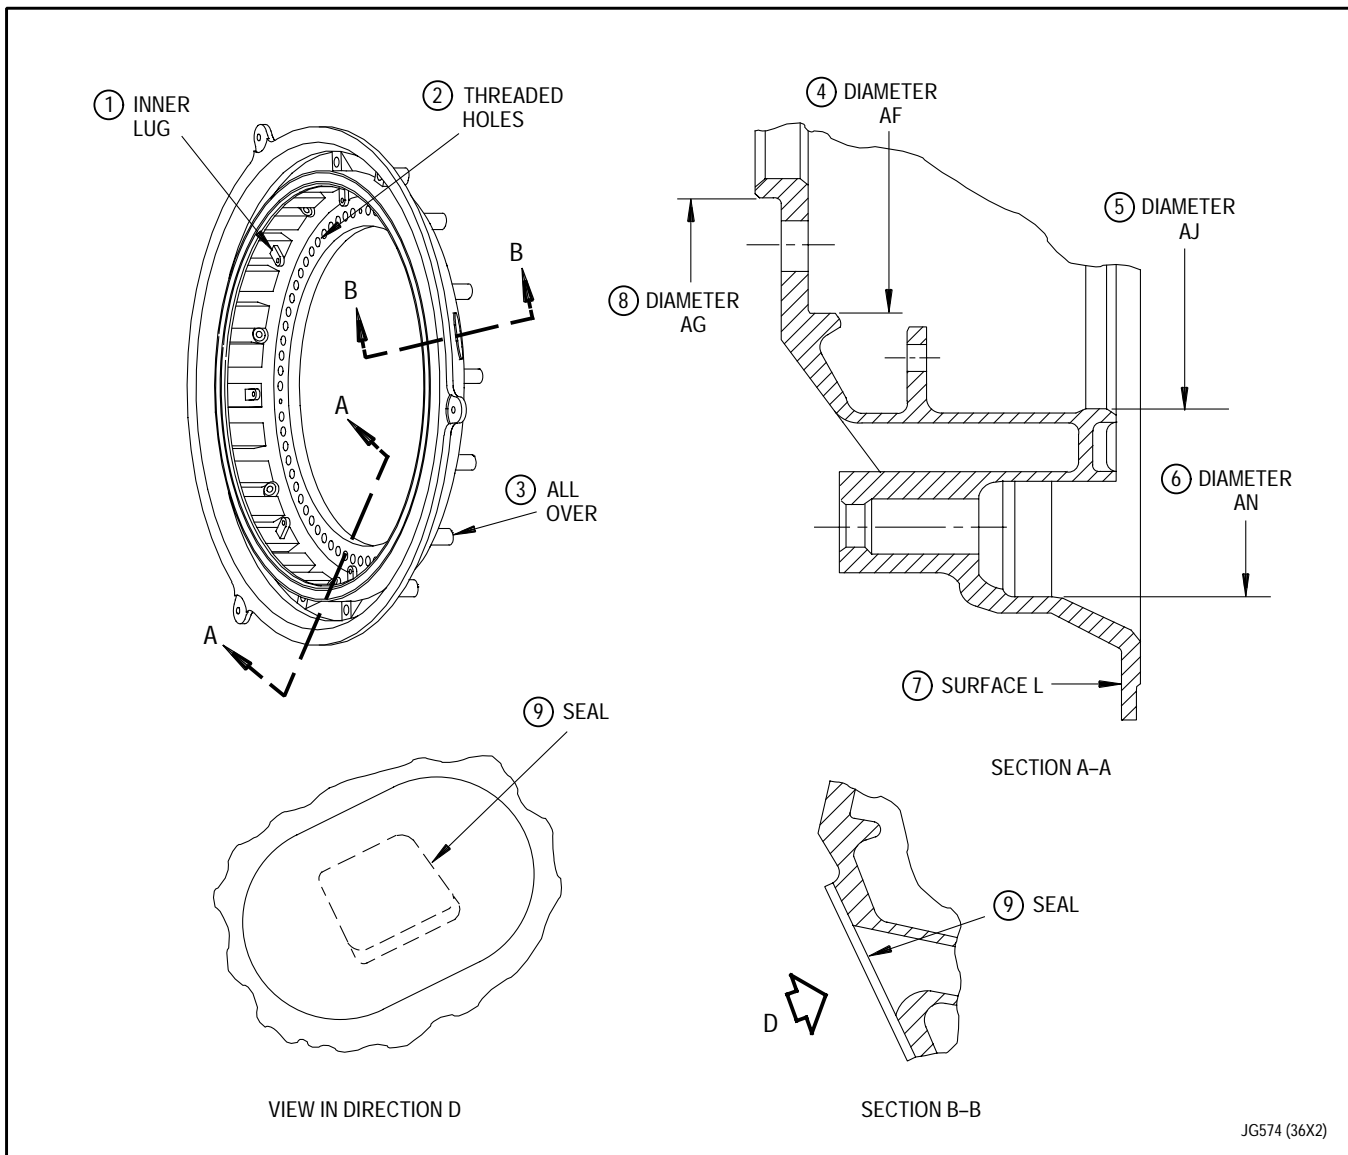 1 INNER
LUG
2 THREADED
HOLES
4 DIAMETER
AF
5 DIAMETER
AJ
B
B
8 DIAMETER
AG
A
3 ALL
OVER
6 DIAMETER
AN
A
7 SURFACE L
9 SEAL
SECTION A–A
9 SEAL
D
VIEW IN DIRECTION D
SECTION B–B
JG574 (36X2)